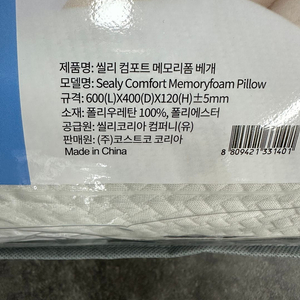 제품명: 씰리 컴포트 메모리폼 베개
모델명: Sealy Comfort Memoryfoam Pillow
규격: 600(L)X400(D)X120(H)±5mm
소재: 폴리우레탄 100%, 폴리에스터
공급원: 씰리코리아 컴퍼니(유)
판매원: (주)코스트코 코리아
Made in China
8 809421 331401